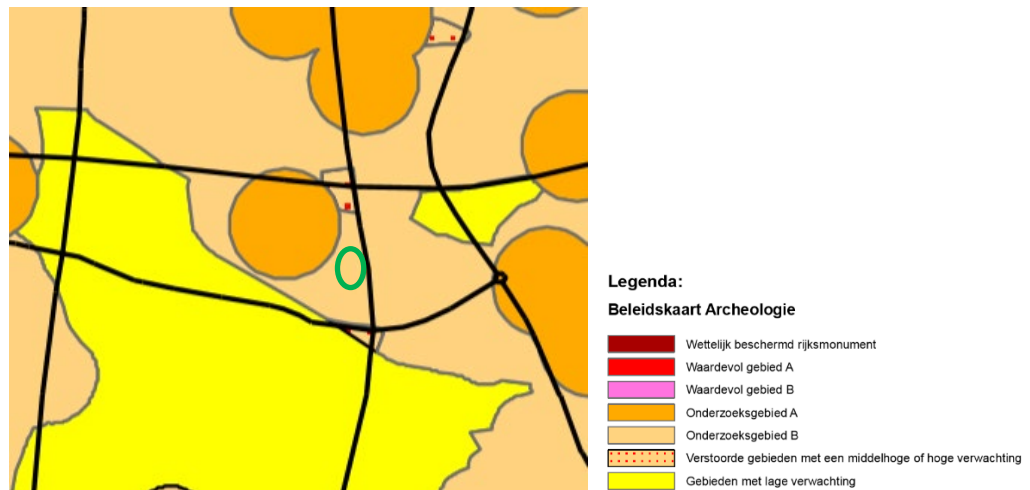 Legenda:
Beleidskaart Archeologie
Wettelijk beschermd rijksmonument
Waardevol gebied A
Waardevol gebied B
Onderzoeksgebied A
Onderzoeksgebied B
Verstoorde gebieden met een middelhoge of hoge verwachting
Gebieden met lage verwachting